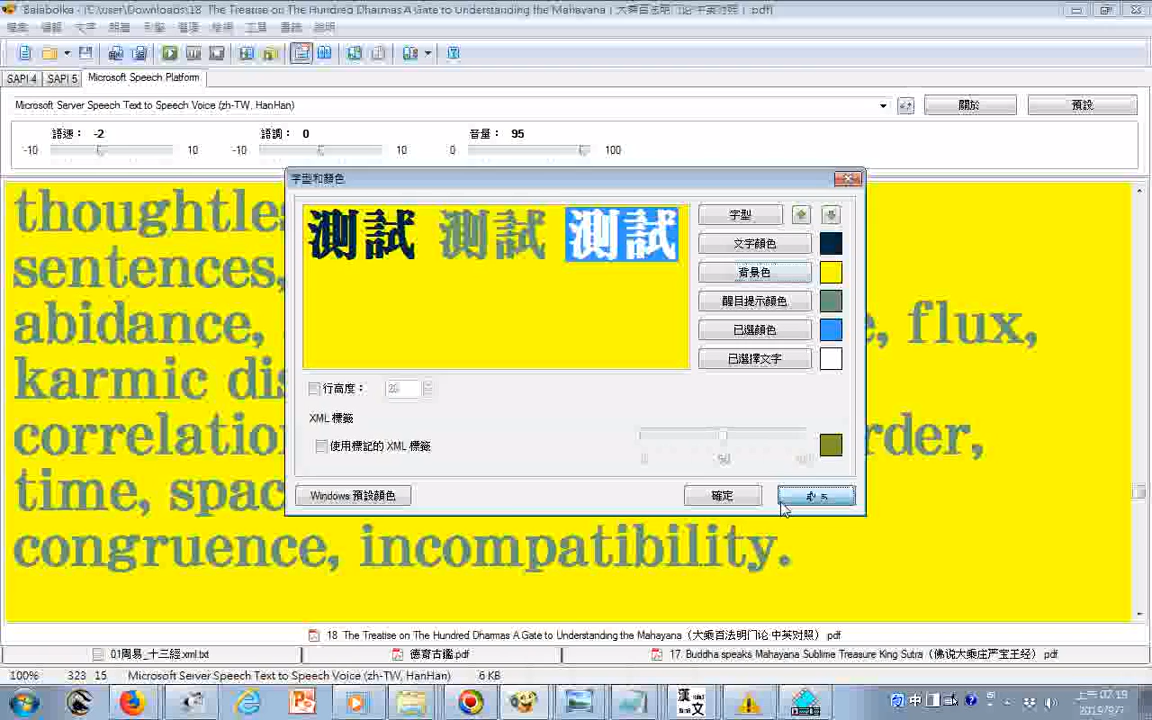 Balabolka - [C:\user\Downloads\18 The Treatise on The Hundred Dharmas A Gate to Understanding the Mahayana
SAPI 4 SAPI 5 Microsoft Speech Platform
Microsoft Server Speech Text to Speech Voice (zh-TW, HanHan) 關於 預設
語速： -2 語調： 0 音量： 95
-10 10 -10 10 0 100
thoughtles
sentences,
abidance, e, flux,
karmic dis
correlation rder,
time, spac
congruence, incompatibility.
字型和顏色
測試 測試 測試
字型
文字顏色
背景色
醒目提示顏色
已選顏色
已選擇文字
行高度：
XML 標籤
使用標記的 XML 標籤
0 50
Windows 預設顏色 確定
18 The Treatise on The Hundred Dharmas A Gate to Understanding the Mahayana（大乘百法明门论 中英对照）.pdf
01周易_十三經.xml.txt 德育古鑑.pdf 17. Buddha speaks Mahayana Sublime Treasure King Sutra（佛说大乘庄严宝王经）.pdf
100% 323 15 Microsoft Server Speech Text to Speech Voice (zh-TW, HanHan) 6 KB
漢 文 中
上午 07:19
2019/9/7